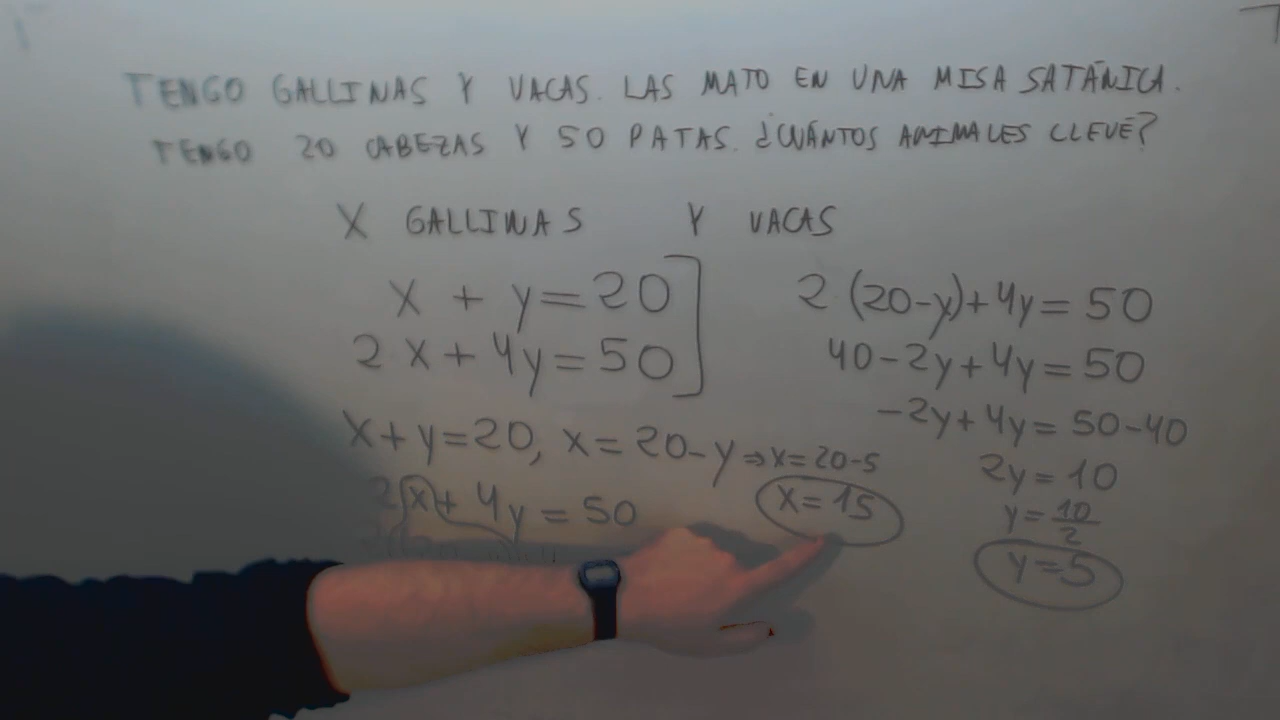 TENGO GALLINAS Y VACAS. LAS MATO EN UNA MISA SATÁNICA.
TENGO 20 CABEZAS Y 50 PATAS. ¿CUÁNTOS ANIMALES LLEVÉ?
X GALLINAS Y VACAS
x + y = 20
2x + 4y = 50
x + y = 20, x = 20 - y ⇒ x = 20 - 5
2x + 4y = 50
x = 15
2 (20 - y) + 4y = 50
40 - 2y + 4y = 50
-2y + 4y = 50 - 40
2y = 10
y = 10/2
y = 5